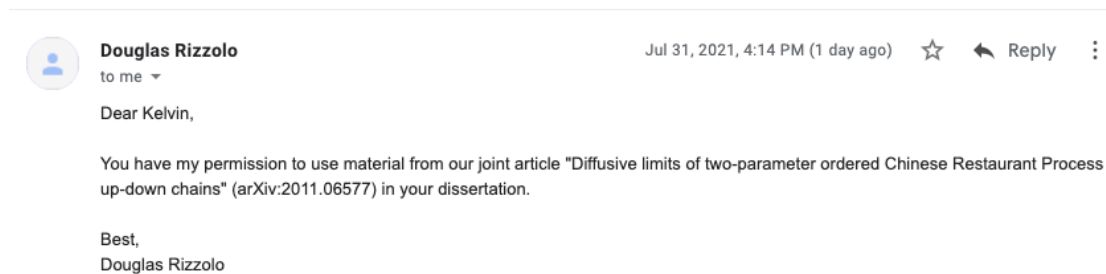 Douglas Rizzolo
Jul 31, 2021, 4:14 PM (1 day ago)
Reply
to me
Dear Kelvin,
You have my permission to use material from our joint article "Diffusive limits of two-parameter ordered Chinese Restaurant Process
up-down chains" (arXiv:2011.06577) in your dissertation.
Best,
Douglas Rizzolo